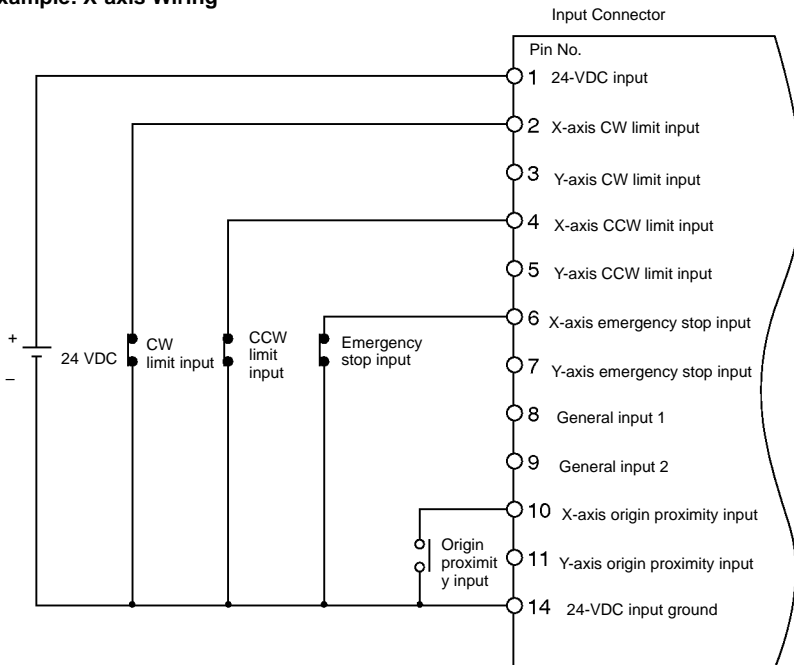 xample: X-axis Wiring
Input Connector
Pin No.
1 24-VDC input
2 X-axis CW limit input
3 Y-axis CW limit input
4 X-axis CCW limit input
5 Y-axis CCW limit input
6 X-axis emergency stop input
7 Y-axis emergency stop input
8 General input 1
9 General input 2
10 X-axis origin proximity input
11 Y-axis origin proximity input
14 24-VDC input ground
+
–
24 VDC
CW
limit input
CCW
limit
input
Emergency
stop input
Origin
proximit
y input